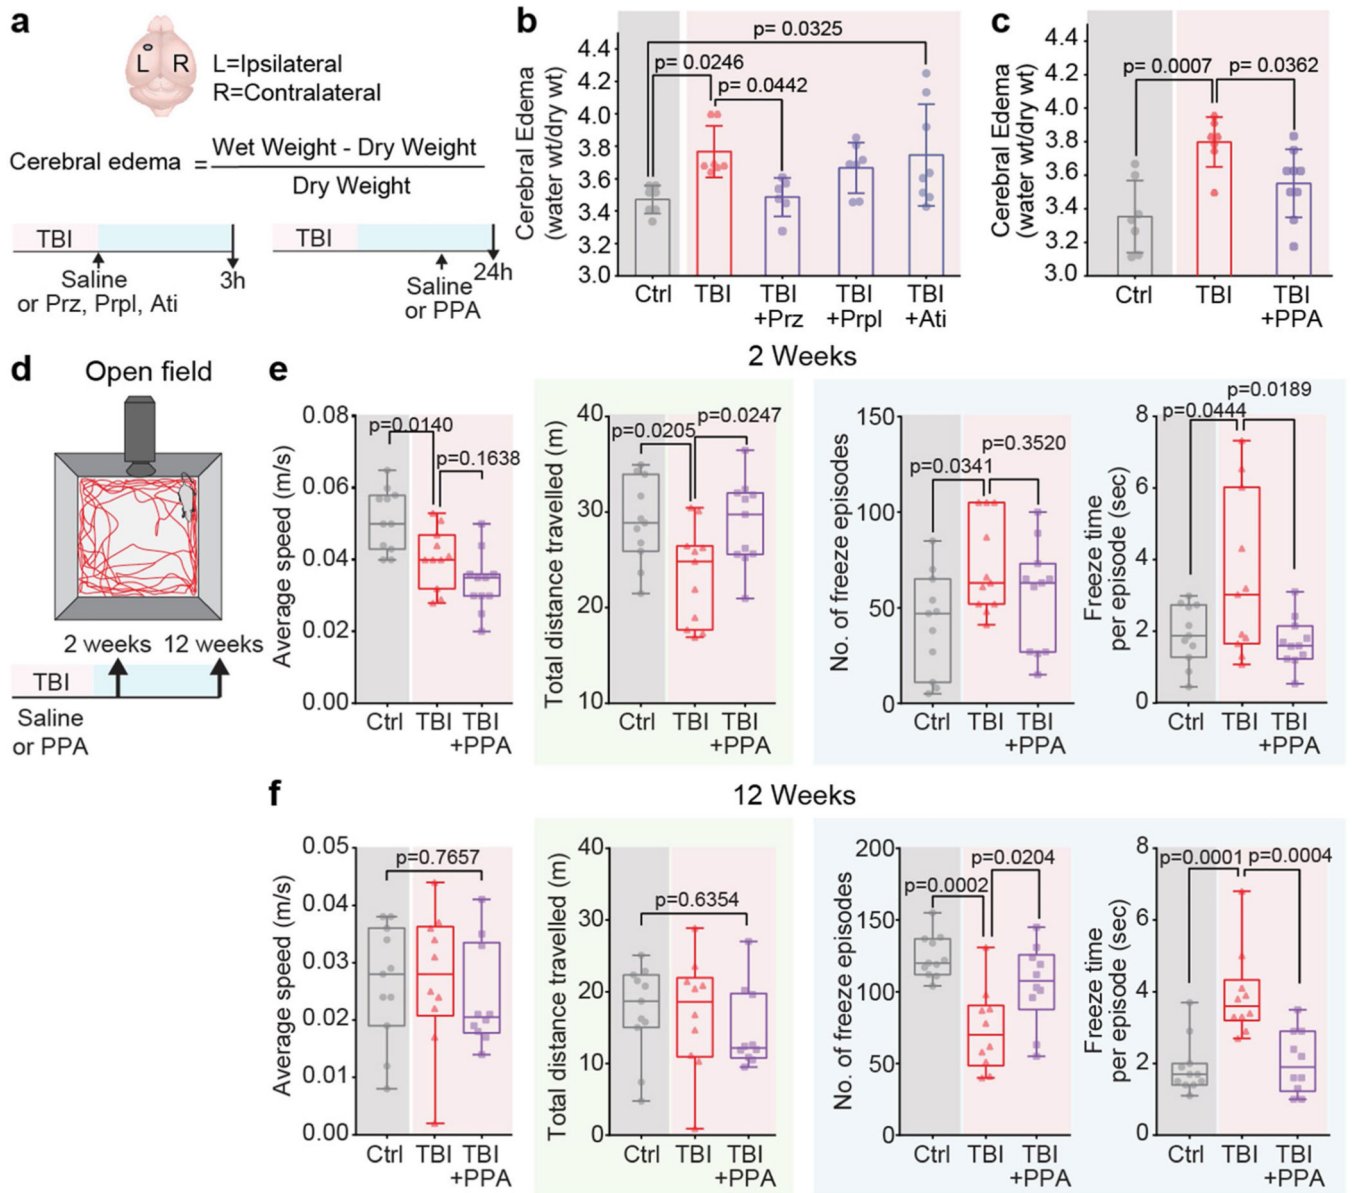 a
L R
L=Ipsilateral
R=Contralateral
Cerebral edema = Wet Weight - Dry Weight
Dry Weight
TBI
Saline
or Prz, Prpl, Ati
3h
TBI
Saline
or PPA
24h
b
Cerebral Edema
(water wt/dry wt)
4.4
4.2
4.0
3.8
3.6
3.4
3.2
3.0
p= 0.0325
p= 0.0246
p= 0.0442
Ctrl TBI TBI TBI TBI
+Prz +Prpl +Ati
c
Cerebral Edema
(water wt/dry wt)
4.4
4.2
4.0
3.8
3.6
3.4
3.2
3.0
p= 0.0007 p= 0.0362
Ctrl TBI TBI
+PPA
d
Open field
2 weeks 12 weeks
TBI
Saline
or PPA
2 Weeks
e
Average speed (m/s)
0.08
0.06
0.04
0.02
0.00
p=0.0140
p=0.1638
Ctrl TBI TBI
+PPA
Total distance travelled (m)
40
30
20
10
p=0.0205
p=0.0247
Ctrl TBI TBI
+PPA
No. of freeze episodes
150
100
50
0
p=0.0341
p=0.3520
Ctrl TBI TBI
+PPA
Freeze time
per episode (sec)
8
6
4
2
0
p=0.0444
p=0.0189
Ctrl TBI TBI
+PPA
12 Weeks
f
Average speed (m/s)
0.05
0.04
0.03
0.02
0.01
0.00
p=0.7657
Ctrl TBI TBI
+PPA
Total distance travelled (m)
40
30
20
10
0
p=0.6354
Ctrl TBI TBI
+PPA
No. of freeze episodes
200
150
100
50
0
p=0.0002
p=0.0204
Ctrl TBI TBI
+PPA
Freeze time
per episode (sec)
8
6
4
2
0
p=0.0001 p=0.0004
Ctrl TBI TBI
+PPA